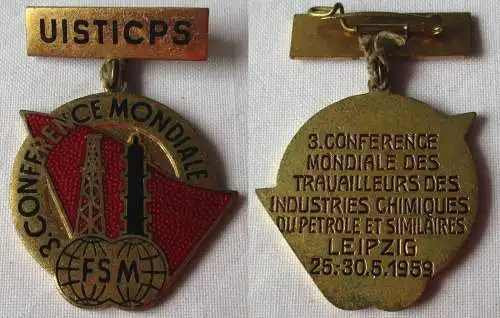 UISTICPS
3. CONFERENCE MONDIALE
FSM
3. CONFERENCE
MONDIALE DES
TRAVAILLEURS DES
INDUSTRIES CHIMIQUES
DU PETROLE ET SIMILAIRES
LEIPZIG
25.-30.5.1959